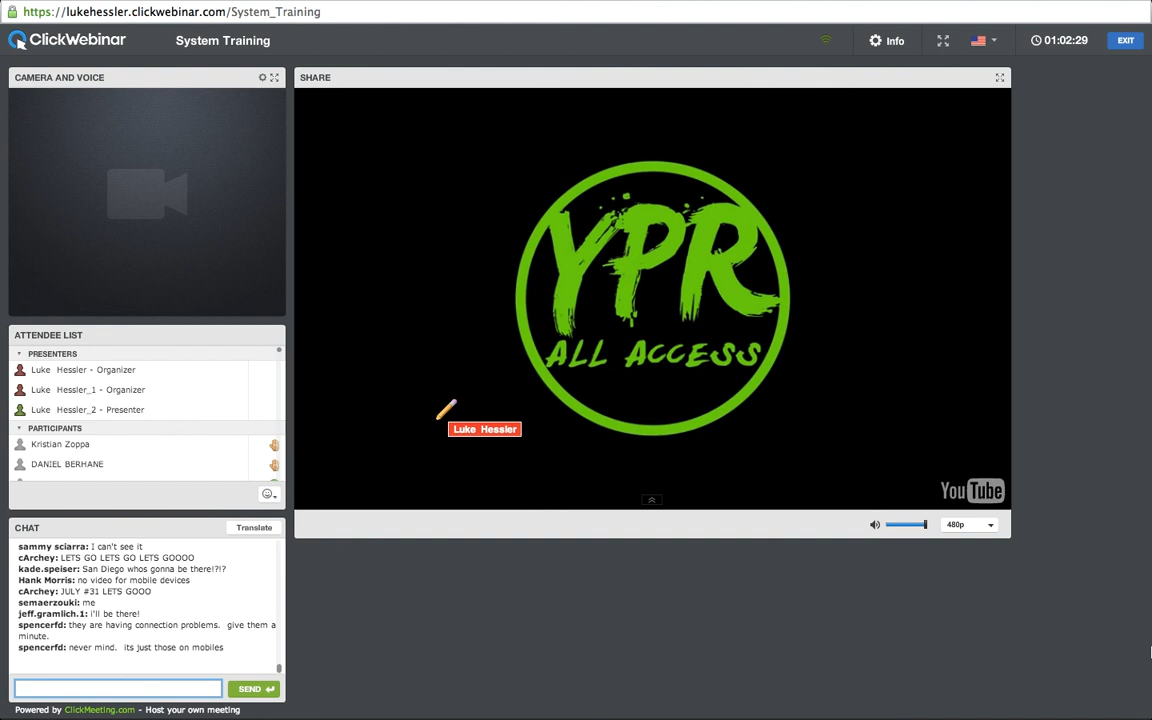 https://lukehessler.clickwebinar.com/System_Training
ClickWebinar
System Training
Info
01:02:29
EXIT
CAMERA AND VOICE
SHARE
YPR
ALL ACCESS
Luke Hessler
YouTube
480p
ATTENDEE LIST
PRESENTERS
Luke Hessler - Organizer
Luke Hessler_1 - Organizer
Luke Hessler_2 - Presenter
PARTICIPANTS
Kristian Zoppa
DANIEL BERHANE
CHAT
Translate
sammy sciarra: I can't see it
cArchey: LETS GO LETS GO LETS GOOOO
kade.speiser: San Diego whos gonna be there!?!?
Hank Morris: no video for mobile devices
cArchey: JULY #31 LETS GOOO
semaerzouki: me
jeff.gramlich.1: i'll be there!
spencerfd: they are having connection problems. give them a
minute.
spencerfd: never mind. its just those on mobiles
SEND
Powered by ClickMeeting.com - Host your own meeting